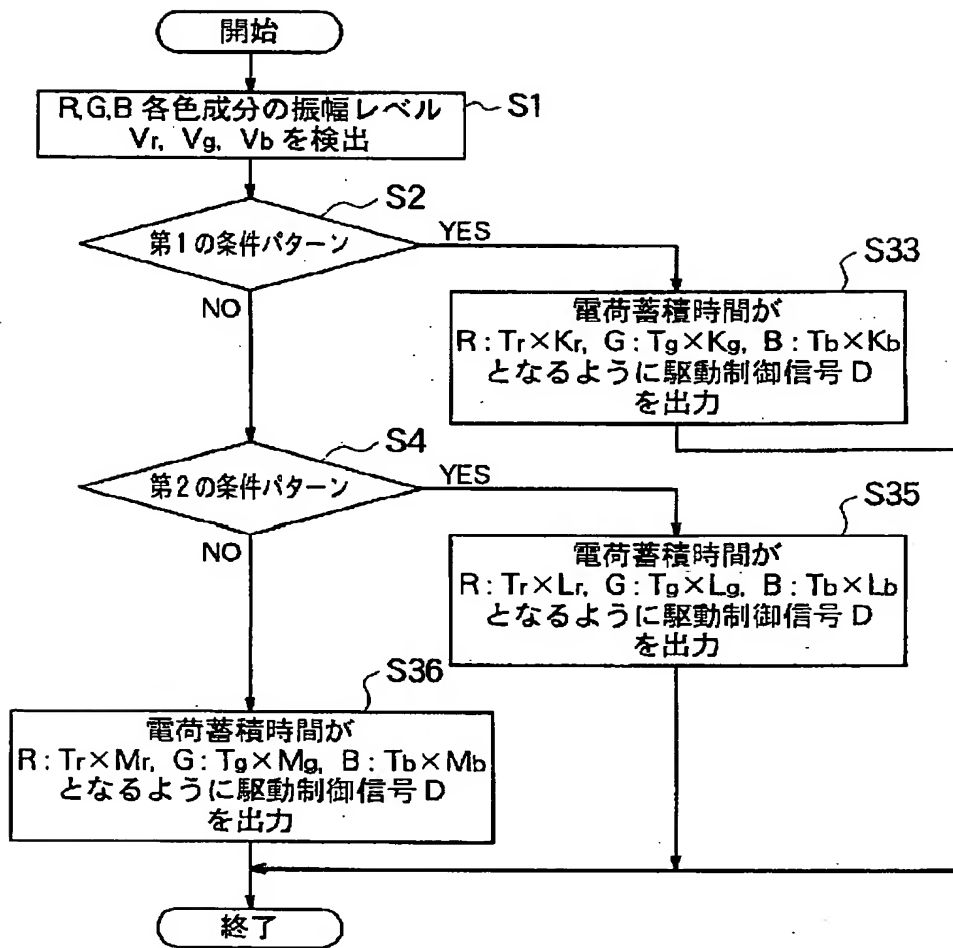 開始
R,G,B 各色成分の振幅レベル
Vr, Vg, Vb を検出
S1
S2
第1の条件パターン
YES
NO
S33
電荷蓄積時間が
R : Tr×Kr, G : Tg×Kg, B : Tb×Kb
となるように駆動制御信号 D
を出力
S4
第2の条件パターン
YES
NO
S35
電荷蓄積時間が
R : Tr×Lr, G : Tg×Lg, B : Tb×Lb
となるように駆動制御信号 D
を出力
S36
電荷蓄積時間が
R : Tr×Mr, G : Tg×Mg, B : Tb×Mb
となるように駆動制御信号 D
を出力
終了